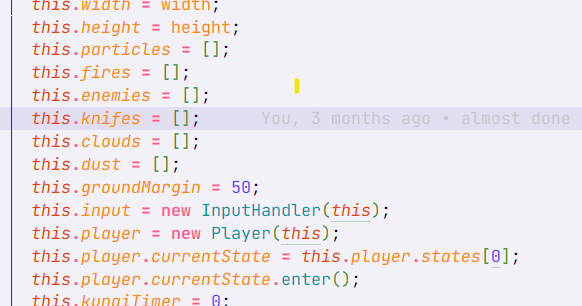 this.width = width;
this.height = height;
this.particles = [];
this.fires = [];
this.enemies = [];
this.knifes = []; You, 3 months ago • almost done
this.clouds = [];
this.dust = [];
this.groundMargin = 50;
this.input = new InputHandler(this);
this.player = new Player(this);
this.player.currentState = this.player.states[0];
this.player.currentState.enter();
this.kunaiTimer = 0;